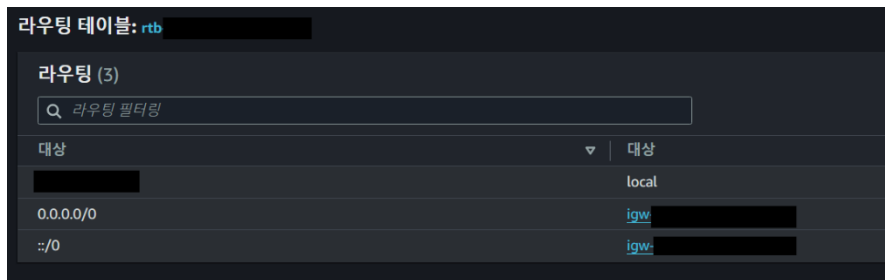 라우팅 테이블: rtb
라우팅 (3)
라우팅 필터링
대상 대상
local
0.0.0.0/0 igw-
::/0 igw-